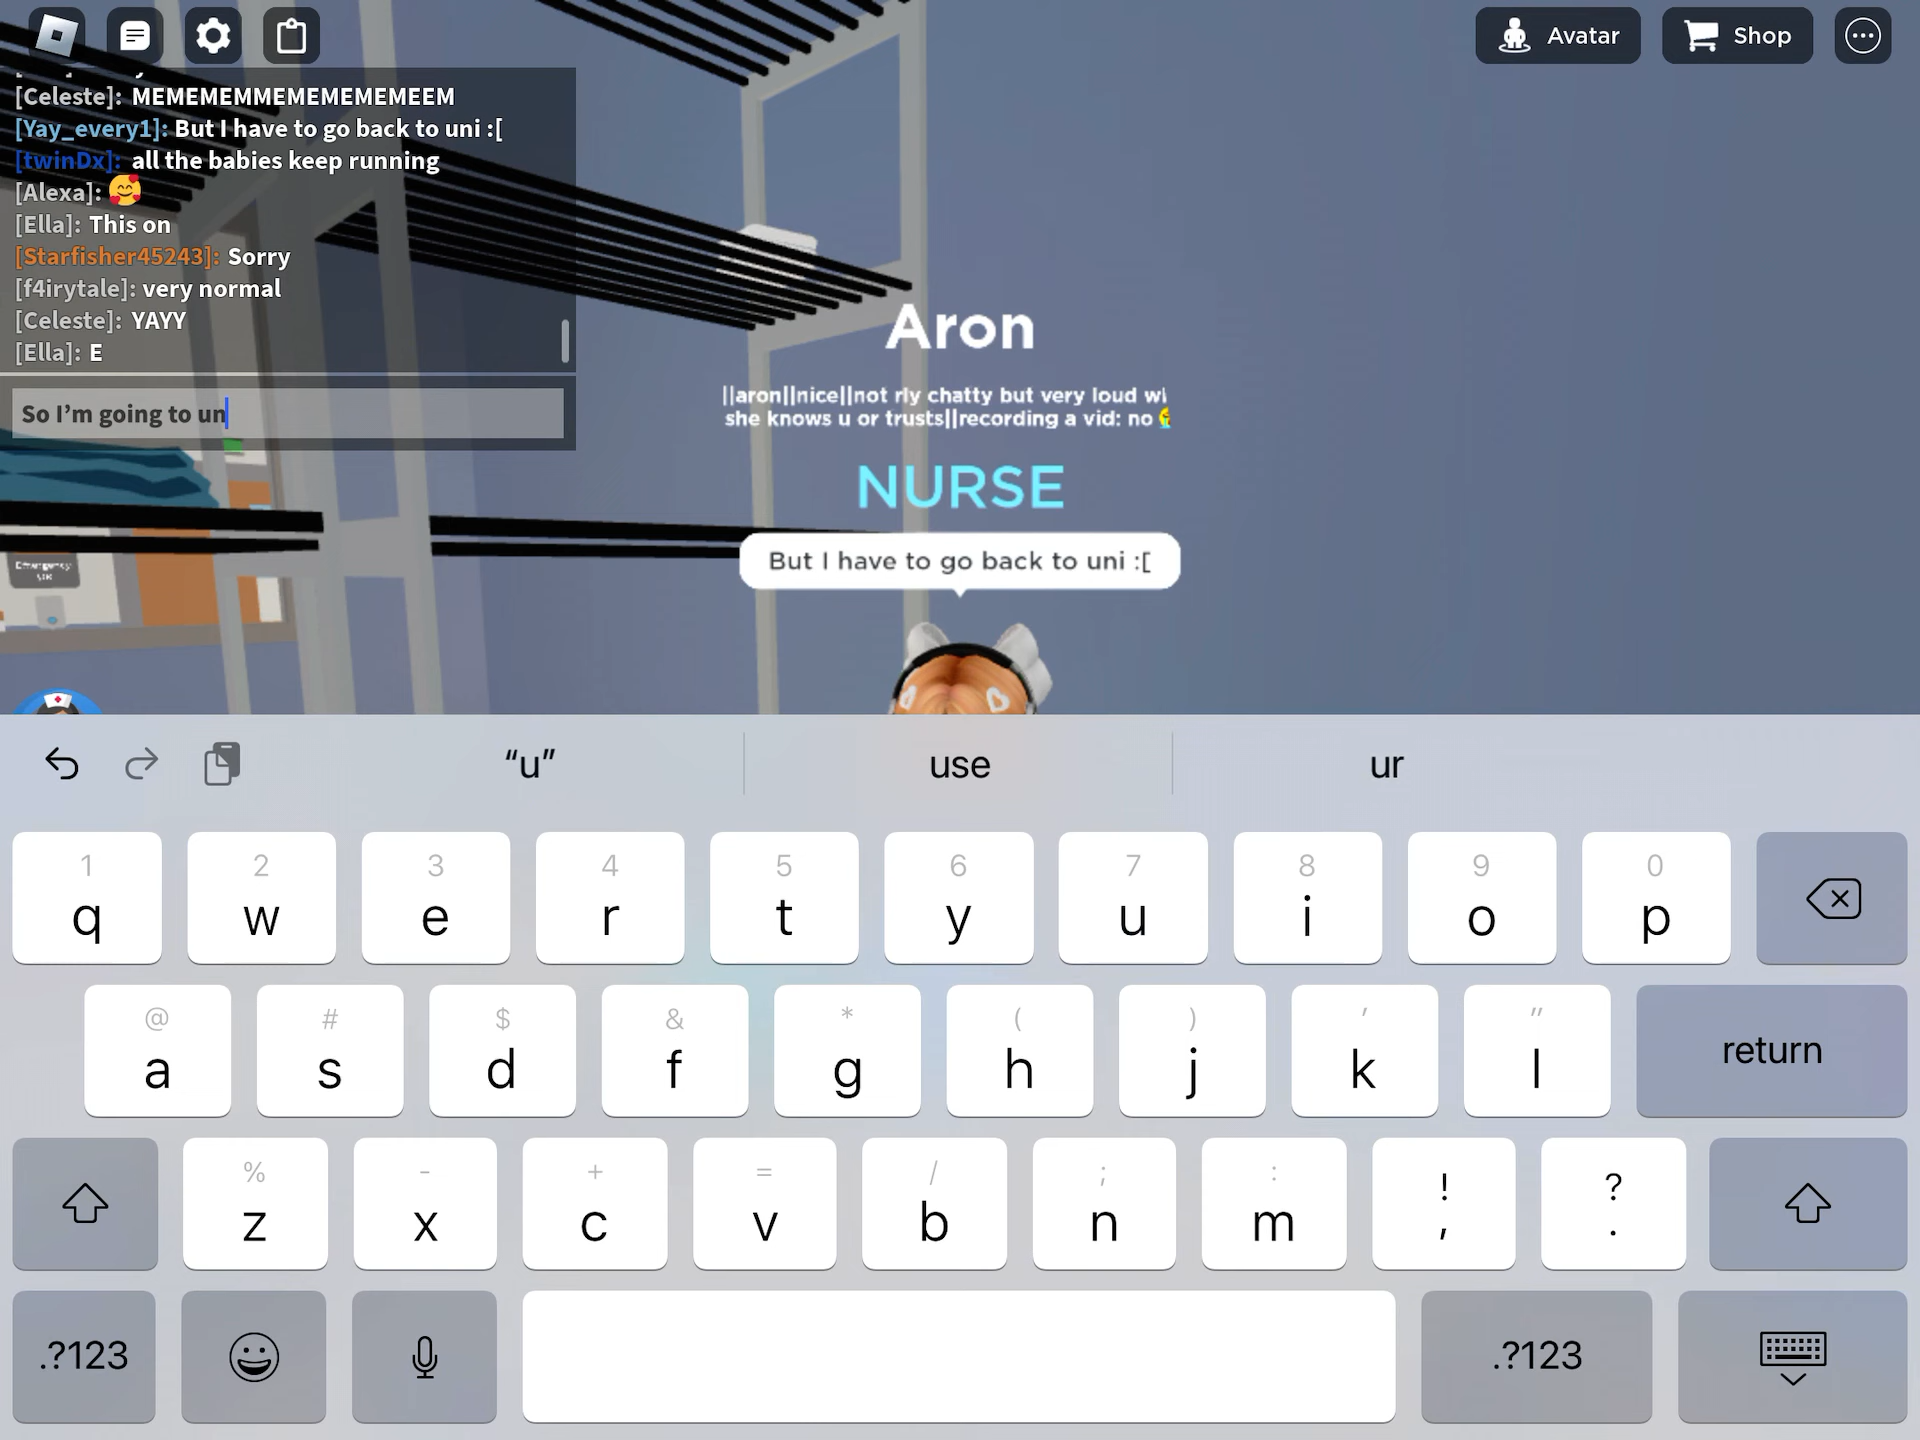 Avatar
Shop
[Celeste]: MEMEMEMMEMEMEMEMEEM
[Yay_every1]: But I have to go back to uni :[
[twinDx]: all the babies keep running
[Alexa]: 🥰
[Ella]: This on
[Starfisher45243]: Sorry
[f4irytale]: very normal
[Celeste]: YAYY
[Ella]: E
So I’m going to un
Aron
||aron||nice||not rly chatty but very loud wi
she knows u or trusts||recording a vid: no
NURSE
But I have to go back to uni :[
Emergency
“u”
use
ur
1 2 3 4 5 6 7 8 9 0
q w e r t y u i o p
@ # $ & * ( ) ' "
a s d f g h j k l return
% - + = / ; : ! ?
z x c v b n m , .
.?123 .?123